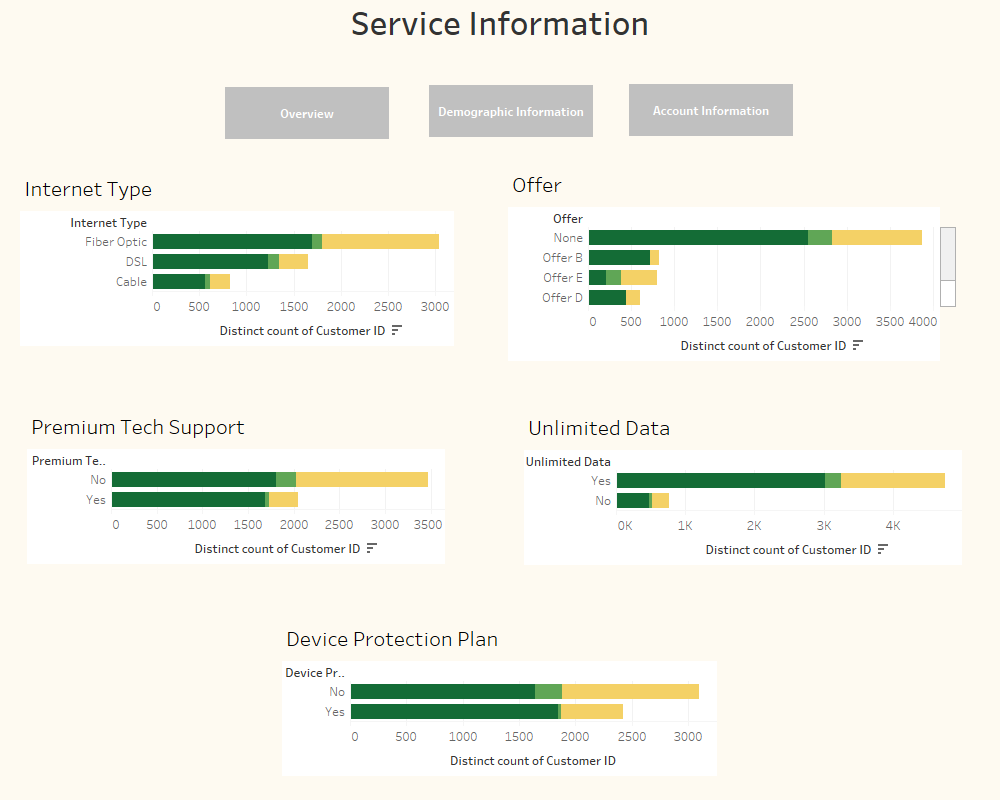 Service Information
Overview
Demographic Information
Account Information
Internet Type
Internet Type
Fiber Optic
DSL
Cable
0 500 1000 1500 2000 2500 3000
Distinct count of Customer ID
Offer
Offer
None
Offer B
Offer E
Offer D
0 500 1000 1500 2000 2500 3000 3500 4000
Distinct count of Customer ID
Premium Tech Support
Premium Te..
No
Yes
0 500 1000 1500 2000 2500 3000 3500
Distinct count of Customer ID
Unlimited Data
Unlimited Data
Yes
No
0K 1K 2K 3K 4K
Distinct count of Customer ID
Device Protection Plan
Device Pr..
No
Yes
0 500 1000 1500 2000 2500 3000
Distinct count of Customer ID